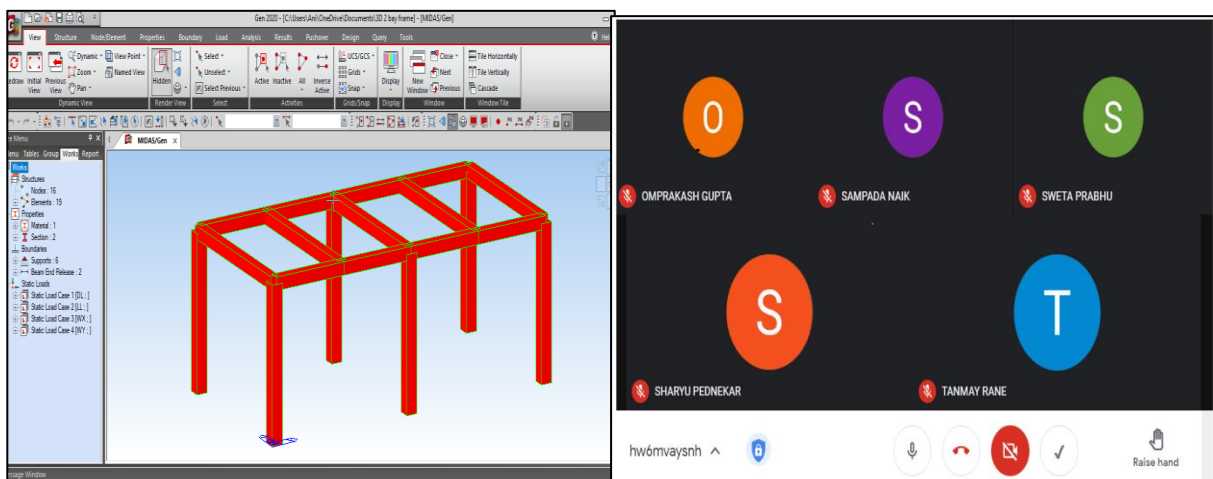 Gen 2020 - [C:\Users\Ani\OneDrive\Documents\3D 2 bay frame] - [MIDAS/Gen]
View Structure Node/Element Properties Boundary Load Analysis Results Pushover Design Query Tools
Dynamic
Zoom
Pan
Initial View
Previous View
View Point
Named View
Hidden
Select
Unselect
Select Previous
Active Inactive All Inverse Active
UCS/GCS
Grids
Snap
Display
New Window
Close
Next
Previous
Tile Horizontally
Tile Vertically
Cascade
Dynamic View Render View Select Activities Grids/Snap Display Window Window Tile
MIDAS/Gen
Tables Group Works Report
Works
Structures
Nodes : 16
Elements : 19
Properties
Material : 1
Section : 2
Boundaries
Supports : 6
Beam End Release : 2
Static Loads
Static Load Case 1 [DL ; ]
Static Load Case 2 [LL ; ]
Static Load Case 3 [WX ; ]
Static Load Case 4 [WY ; ]
O
S
S
OMPRAKASH GUPTA
SAMPADA NAIK
SWETA PRABHU
S
T
SHARYU PEDNEKAR
TANMAY RANE
hw6mvaysnh
Raise hand